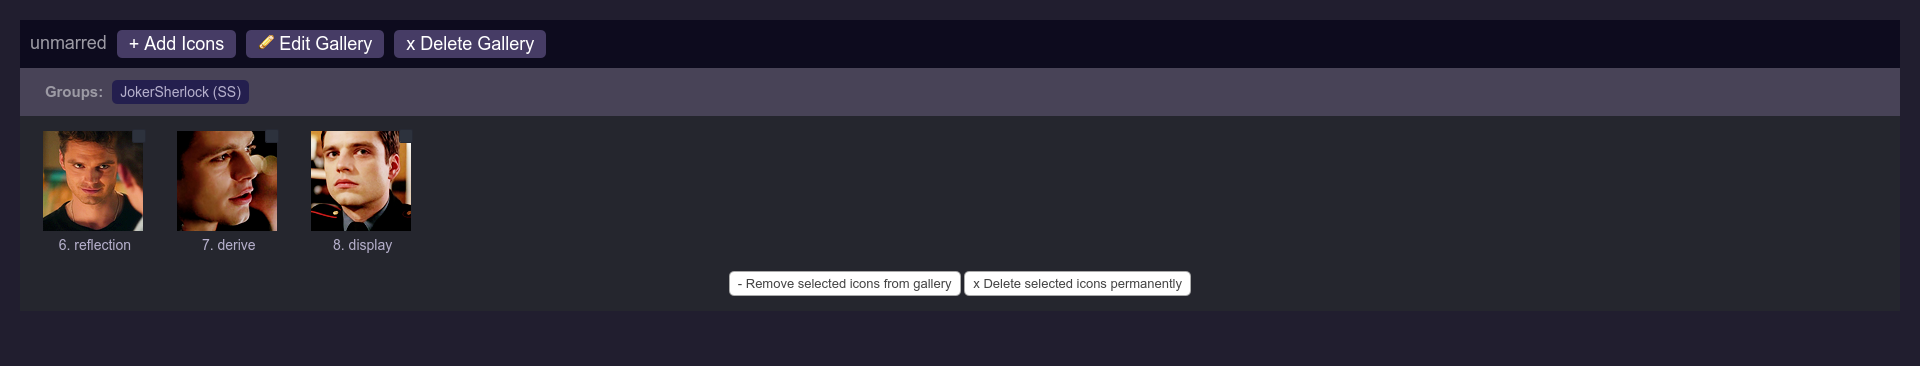 unmarred + Add Icons Edit Gallery x Delete Gallery
Groups: JokerSherlock (SS)
6. reflection 7. derive 8. display
- Remove selected icons from gallery x Delete selected icons permanently